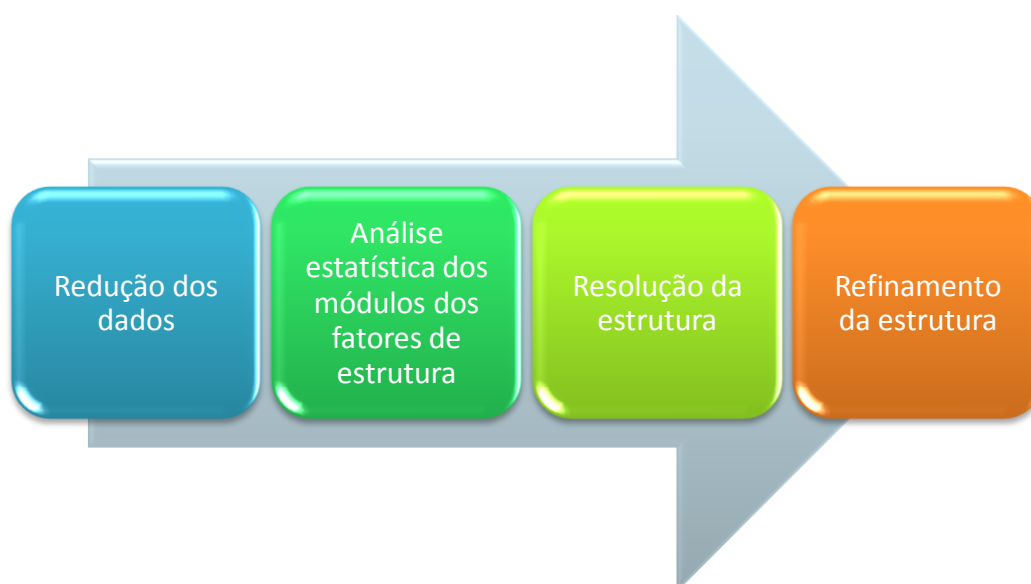 Redução dos
dados
Análise
estatística dos
módulos dos
fatores de
estrutura
Resolução da
estrutura
Refinamento
da estrutura